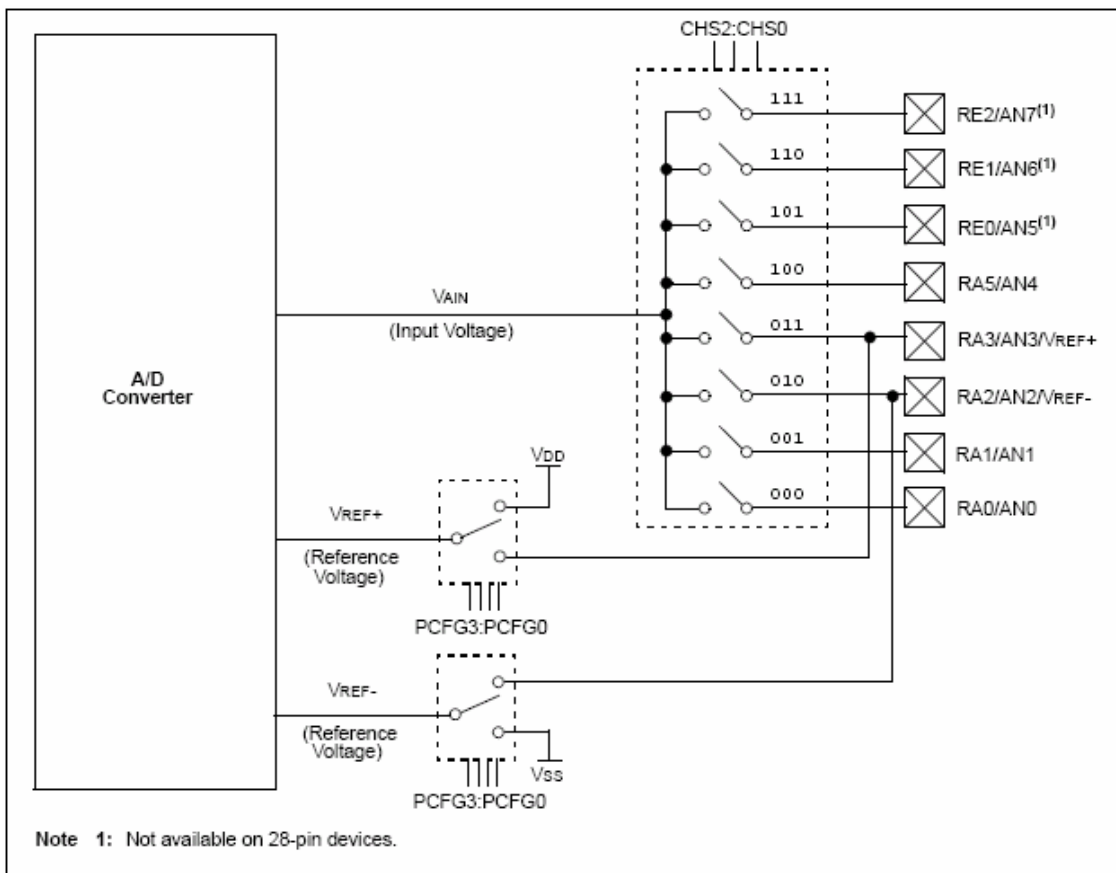 CHS2:CHS0
111
RE2/AN7(1)
110
RE1/AN6(1)
101
RE0/AN5(1)
100
RA5/AN4
VAIN
(Input Voltage)
011
RA3/AN3/VREF+
A/D
Converter
010
RA2/AN2/VREF-
001
RA1/AN1
VDD
000
RA0/AN0
VREF+
(Reference
Voltage)
PCFG3:PCFG0
VREF-
(Reference
Voltage)
VSS
PCFG3:PCFG0
Note 1: Not available on 28-pin devices.